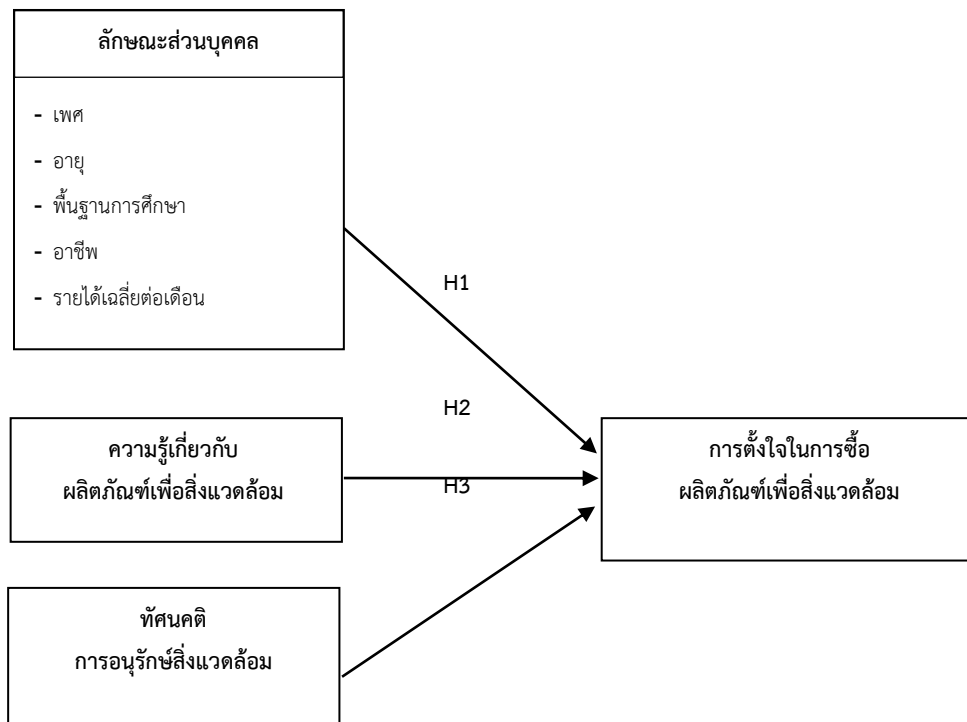 ลักษณะส่วนบุคคล
- เพศ
- อายุ
- พื้นฐานการศึกษา
- อาชีพ
- รายได้เฉลี่ยต่อเดือน
H1
H2
ความรู้เกี่ยวกับ
ผลิตภัณฑ์เพื่อสิ่งแวดล้อม
H3
การตั้งใจในการซื้อ
ผลิตภัณฑ์เพื่อสิ่งแวดล้อม
ทัศนคติ
การอนุรักษ์สิ่งแวดล้อม